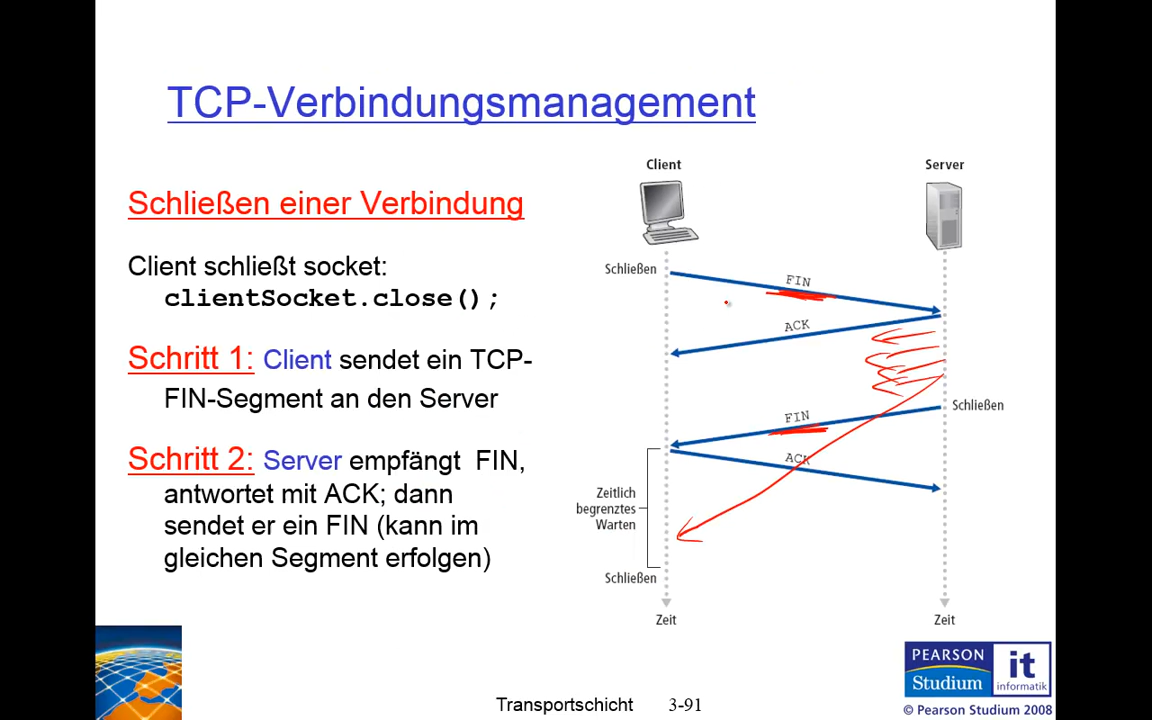 TCP-Verbindungsmanagement
Schließen einer Verbindung
Client schließt socket:
clientSocket.close();
Schritt 1: Client sendet ein TCP-
FIN-Segment an den Server
Schritt 2: Server empfängt FIN,
antwortet mit ACK; dann
sendet er ein FIN (kann im
gleichen Segment erfolgen)
Client
Server
Schließen
FIN
ACK
Schließen
FIN
ACK
Zeitlich
begrenztes
Warten
Schließen
Zeit
Zeit
PEARSON
Studium
it
informatik
© Pearson Studium 2008
Transportschicht 3-91